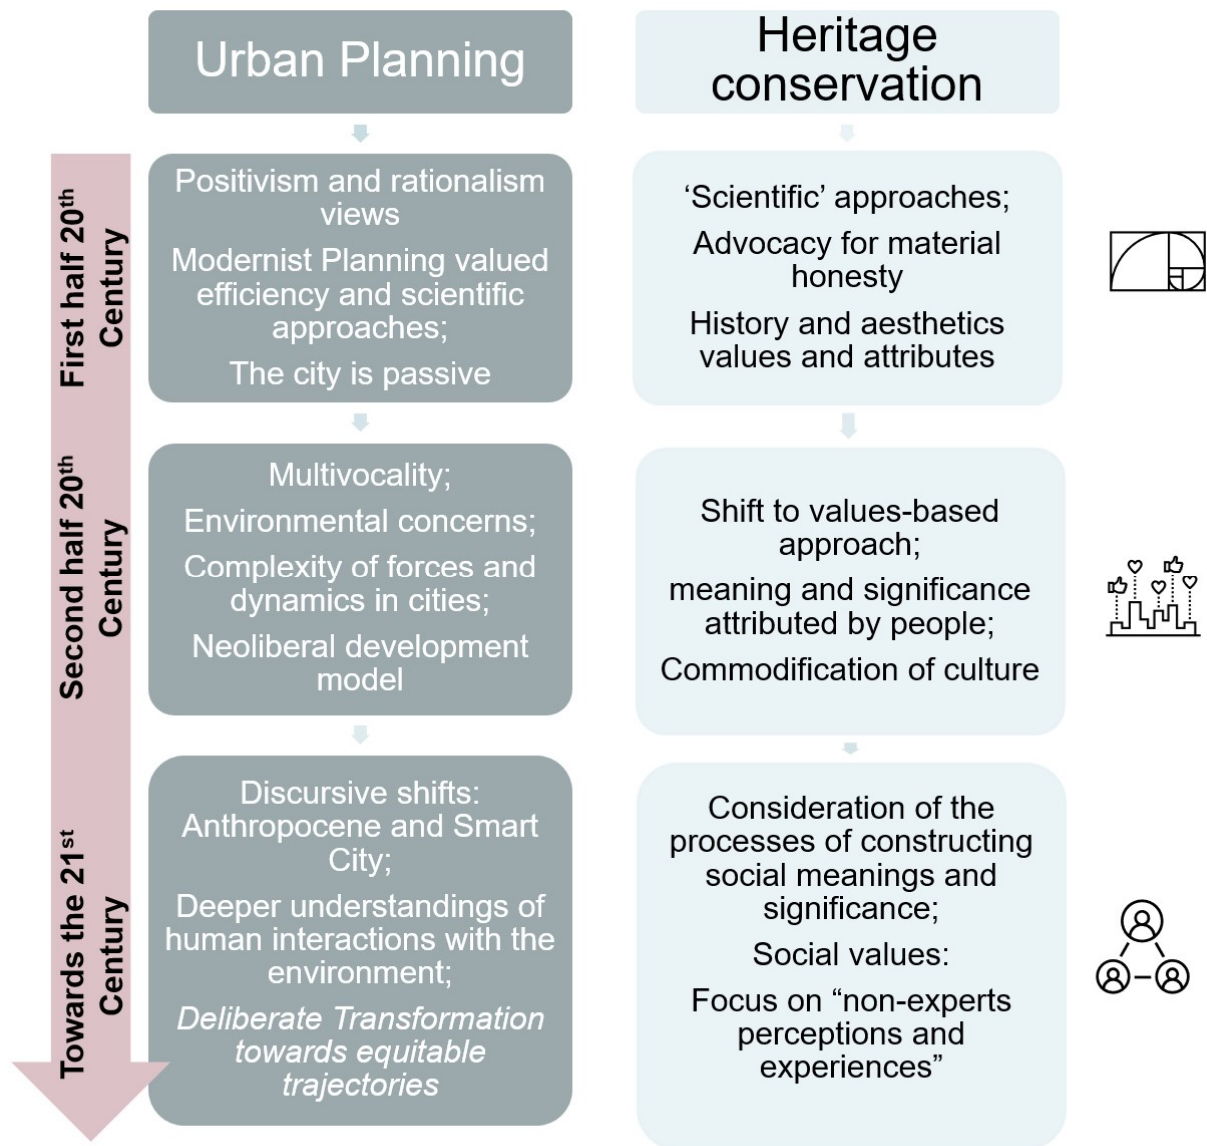 Urban Planning
Heritage
conservation
First half 20th
Century
Positivism and rationalism
views
Modernist Planning valued
efficiency and scientific
approaches;
The city is passive
‘Scientific’ approaches;
Advocacy for material
honesty
History and aesthetics
values and attributes
Second half 20th
Century
Multivocality;
Environmental concerns;
Complexity of forces and
dynamics in cities;
Neoliberal development
model
Shift to values-based
approach;
meaning and significance
attributed by people;
Commodification of culture
Towards the 21st
Century
Discursive shifts:
Anthropocene and Smart
City;
Deeper understandings of
human interactions with the
environment;
Deliberate Transformation
towards equitable
trajectories
Consideration of the
processes of constructing
social meanings and
significance;
Social values:
Focus on “non-experts
perceptions and
experiences”